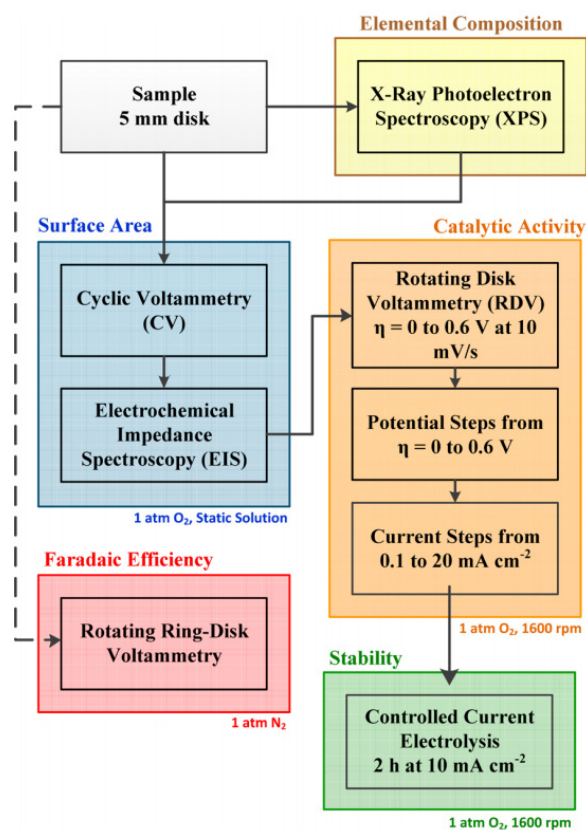 Elemental Composition
Sample
5 mm disk
X-Ray Photoelectron
Spectroscopy (XPS)
Surface Area
Cyclic Voltammetry
(CV)
Electrochemical
Impedance
Spectroscopy (EIS)
1 atm O₂, Static Solution
Catalytic Activity
Rotating Disk
Voltammetry (RDV)
η = 0 to 0.6 V at 10
mV/s
Potential Steps from
η = 0 to 0.6 V
Current Steps from
0.1 to 20 mA cm⁻²
1 atm O₂, 1600 rpm
Faradaic Efficiency
Rotating Ring-Disk
Voltammetry
1 atm N₂
Stability
Controlled Current
Electrolysis
2 h at 10 mA cm⁻²
1 atm O₂, 1600 rpm